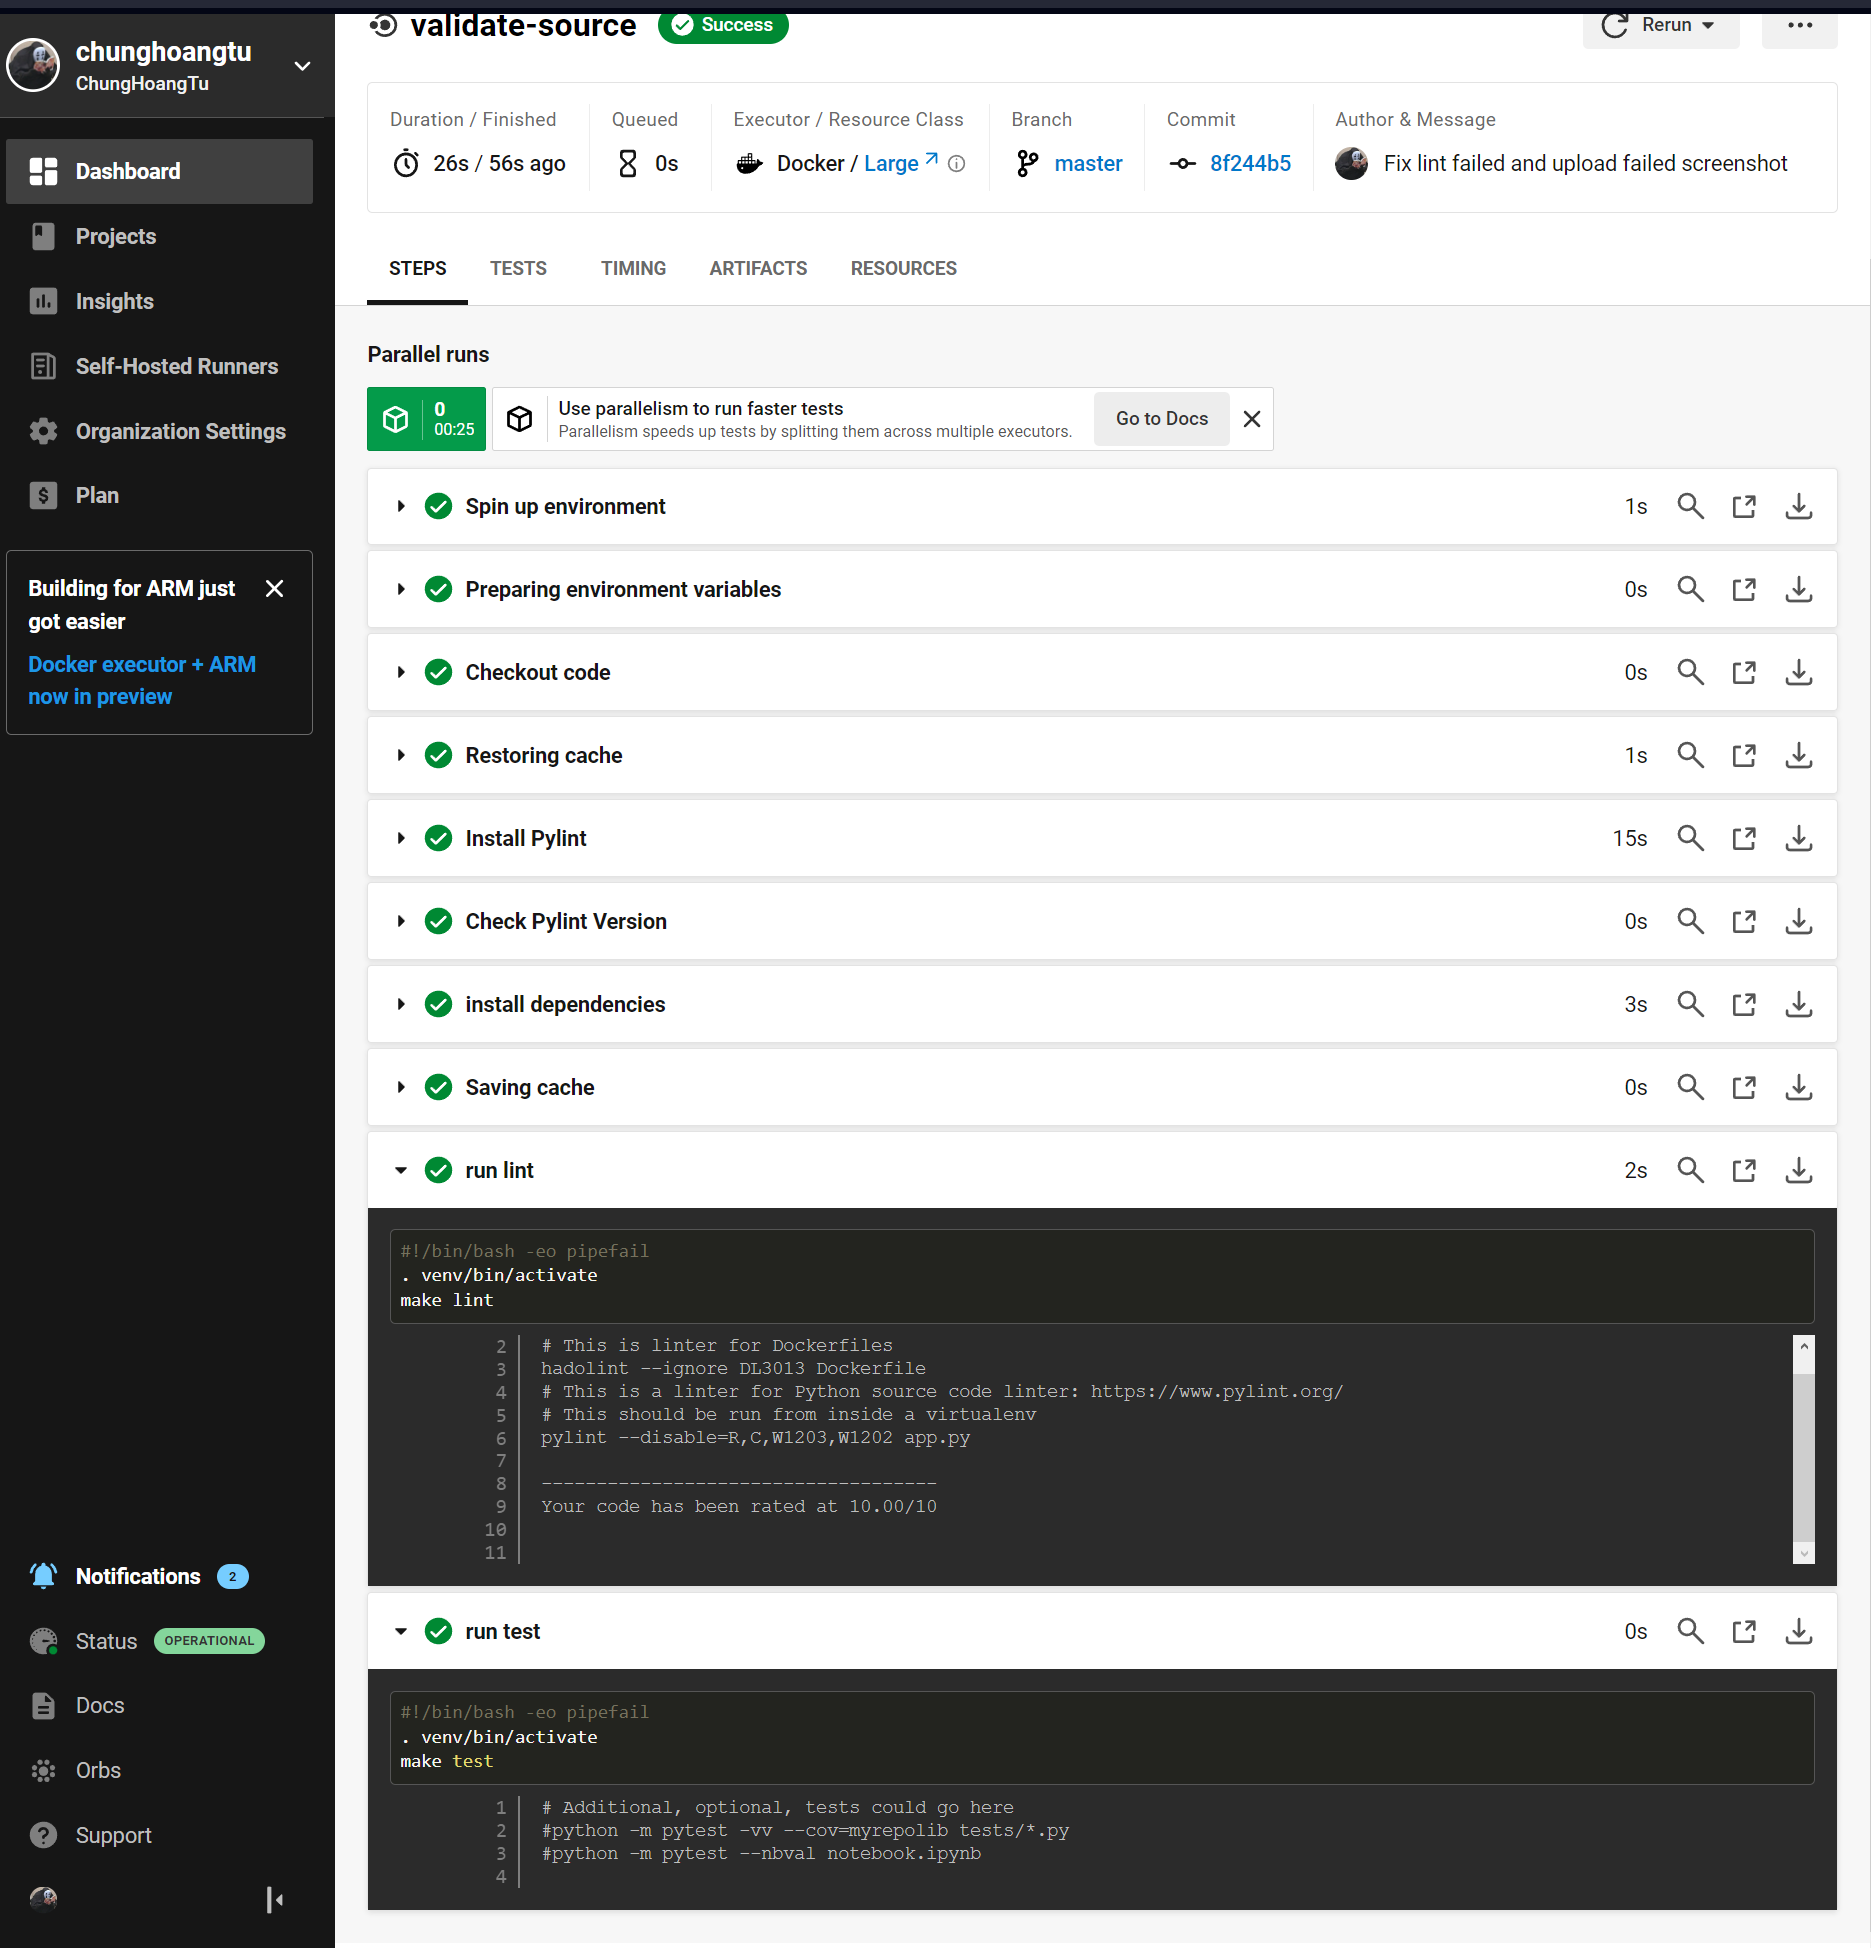 chunghoangtu
ChungHoangTu
Dashboard
Projects
Insights
Self-Hosted Runners
Organization Settings
Plan
Building for ARM just
got easier
Docker executor + ARM
now in preview
Notifications 2
Status OPERATIONAL
Docs
Orbs
Support
validate-source Success
Rerun
Duration / Finished
26s / 56s ago
Queued
0s
Executor / Resource Class
Docker / Large
Branch
master
Commit
8f244b5
Author & Message
Fix lint failed and upload failed screenshot
STEPS TESTS TIMING ARTIFACTS RESOURCES
Parallel runs
0
00:25
Use parallelism to run faster tests
Parallelism speeds up tests by splitting them across multiple executors.
Go to Docs
Spin up environment 1s
Preparing environment variables 0s
Checkout code 0s
Restoring cache 1s
Install Pylint 15s
Check Pylint Version 0s
install dependencies 3s
Saving cache 0s
run lint 2s
#!/bin/bash -eo pipefail
. venv/bin/activate
make lint
2 # This is linter for Dockerfiles
3 hadolint --ignore DL3013 Dockerfile
4 # This is a linter for Python source code linter: https://www.pylint.org/
5 # This should be run from inside a virtualenv
6 pylint --disable=R,C,W1203,W1202 app.py
7
8 ------------------------------------
9 Your code has been rated at 10.00/10
10
11
run test 0s
#!/bin/bash -eo pipefail
. venv/bin/activate
make test
1 # Additional, optional, tests could go here
2 #python -m pytest -vv --cov=myrepolib tests/*.py
3 #python -m pytest --nbval notebook.ipynb
4